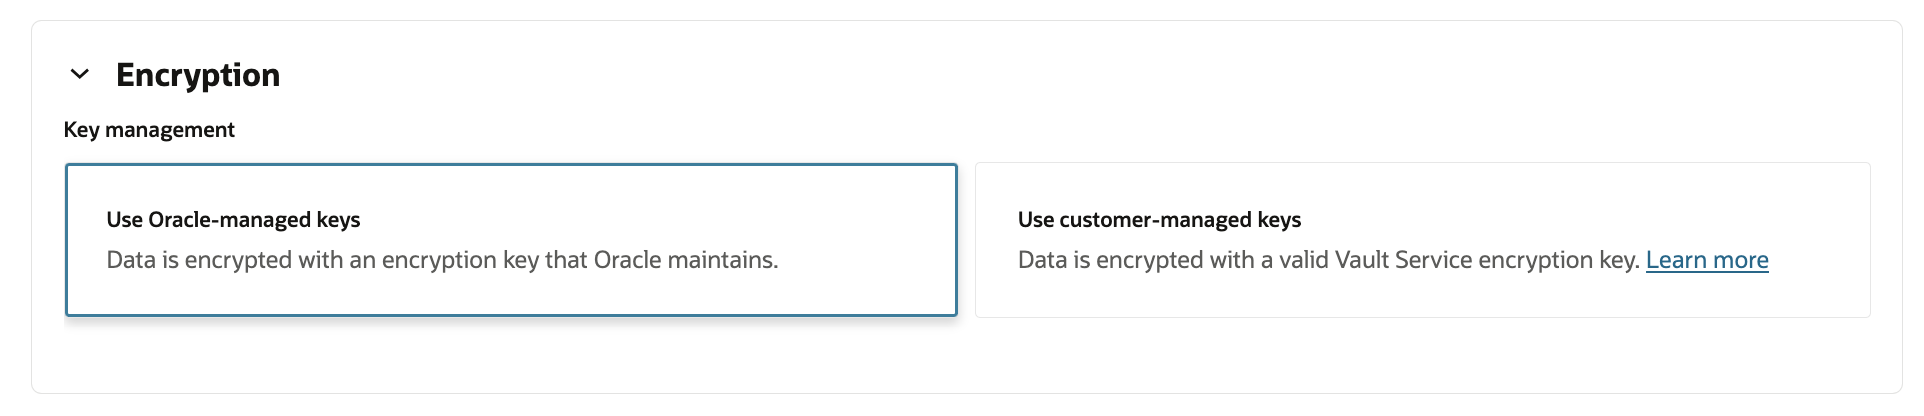 Encryption
Key management
Use Oracle-managed keys
Data is encrypted with an encryption key that Oracle maintains.
Use customer-managed keys
Data is encrypted with a valid Vault Service encryption key. Learn more